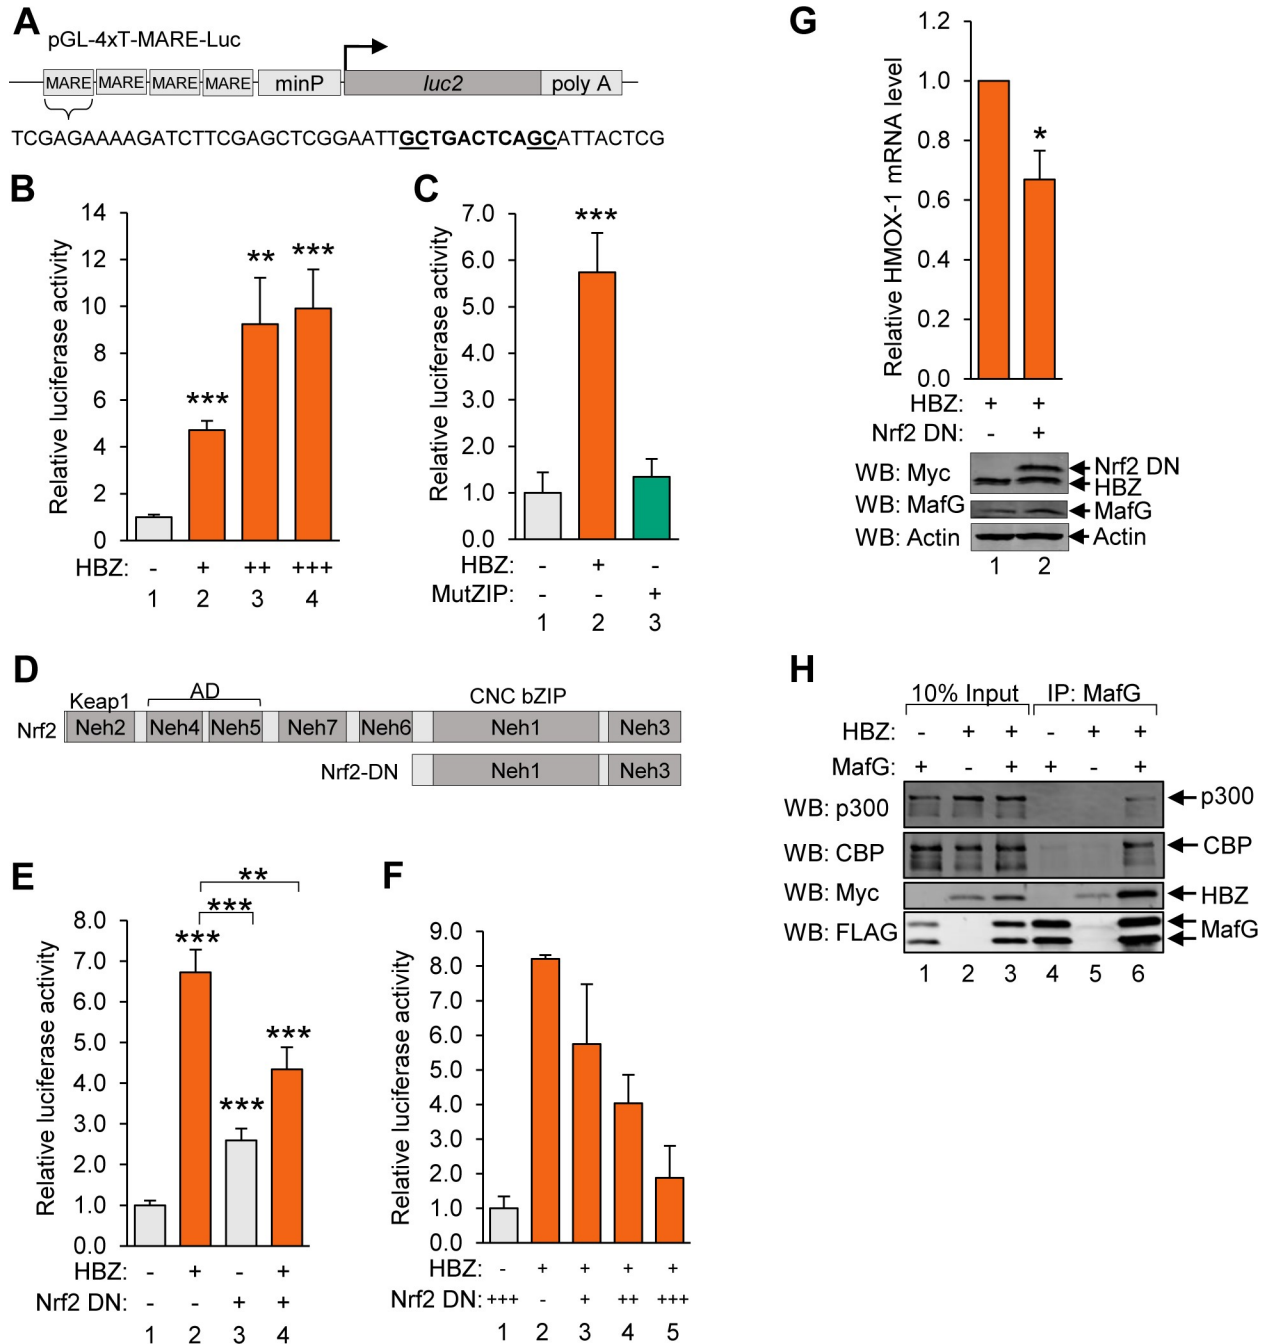 A
pGL-4xT-MARE-Luc
MARE MARE MARE MARE minP luc2 poly A
TCGAGAAAAGATCTTCGAGCTCGGAATTGCTGACTCAGCATTACTCG
B
Relative luciferase activity
14
12
10
8
6
4
2
0
*** ** ***
HBZ: - + ++ +++
1 2 3 4
C
Relative luciferase activity
7.0
6.0
5.0
4.0
3.0
2.0
1.0
0.0
***
HBZ: - + -
MutZIP: - - +
1 2 3
D
Keap1 AD CNC bZIP
Nrf2 Neh2 Neh4 Neh5 Neh7 Neh6 Neh1 Neh3
Nrf2-DN Neh1 Neh3
E
Relative luciferase activity
8.0
7.0
6.0
5.0
4.0
3.0
2.0
1.0
0.0
**
***
*** *** ***
HBZ: - + - +
Nrf2 DN: - - + +
1 2 3 4
F
Relative luciferase activity
9.0
8.0
7.0
6.0
5.0
4.0
3.0
2.0
1.0
0.0
HBZ: - + + + +
Nrf2 DN: +++ - + ++ +++
1 2 3 4 5
G
Relative HMOX-1 mRNA level
1.2
1.0
0.8
0.6
0.4
0.2
0.0
*
HBZ: + +
Nrf2 DN: - +
WB: Myc Nrf2 DN
HBZ
WB: MafG MafG
WB: Actin Actin
1 2
H
10% Input IP: MafG
HBZ: - + + - + +
MafG: + - + + - +
WB: p300 p300
WB: CBP CBP
WB: Myc HBZ
WB: FLAG MafG
1 2 3 4 5 6